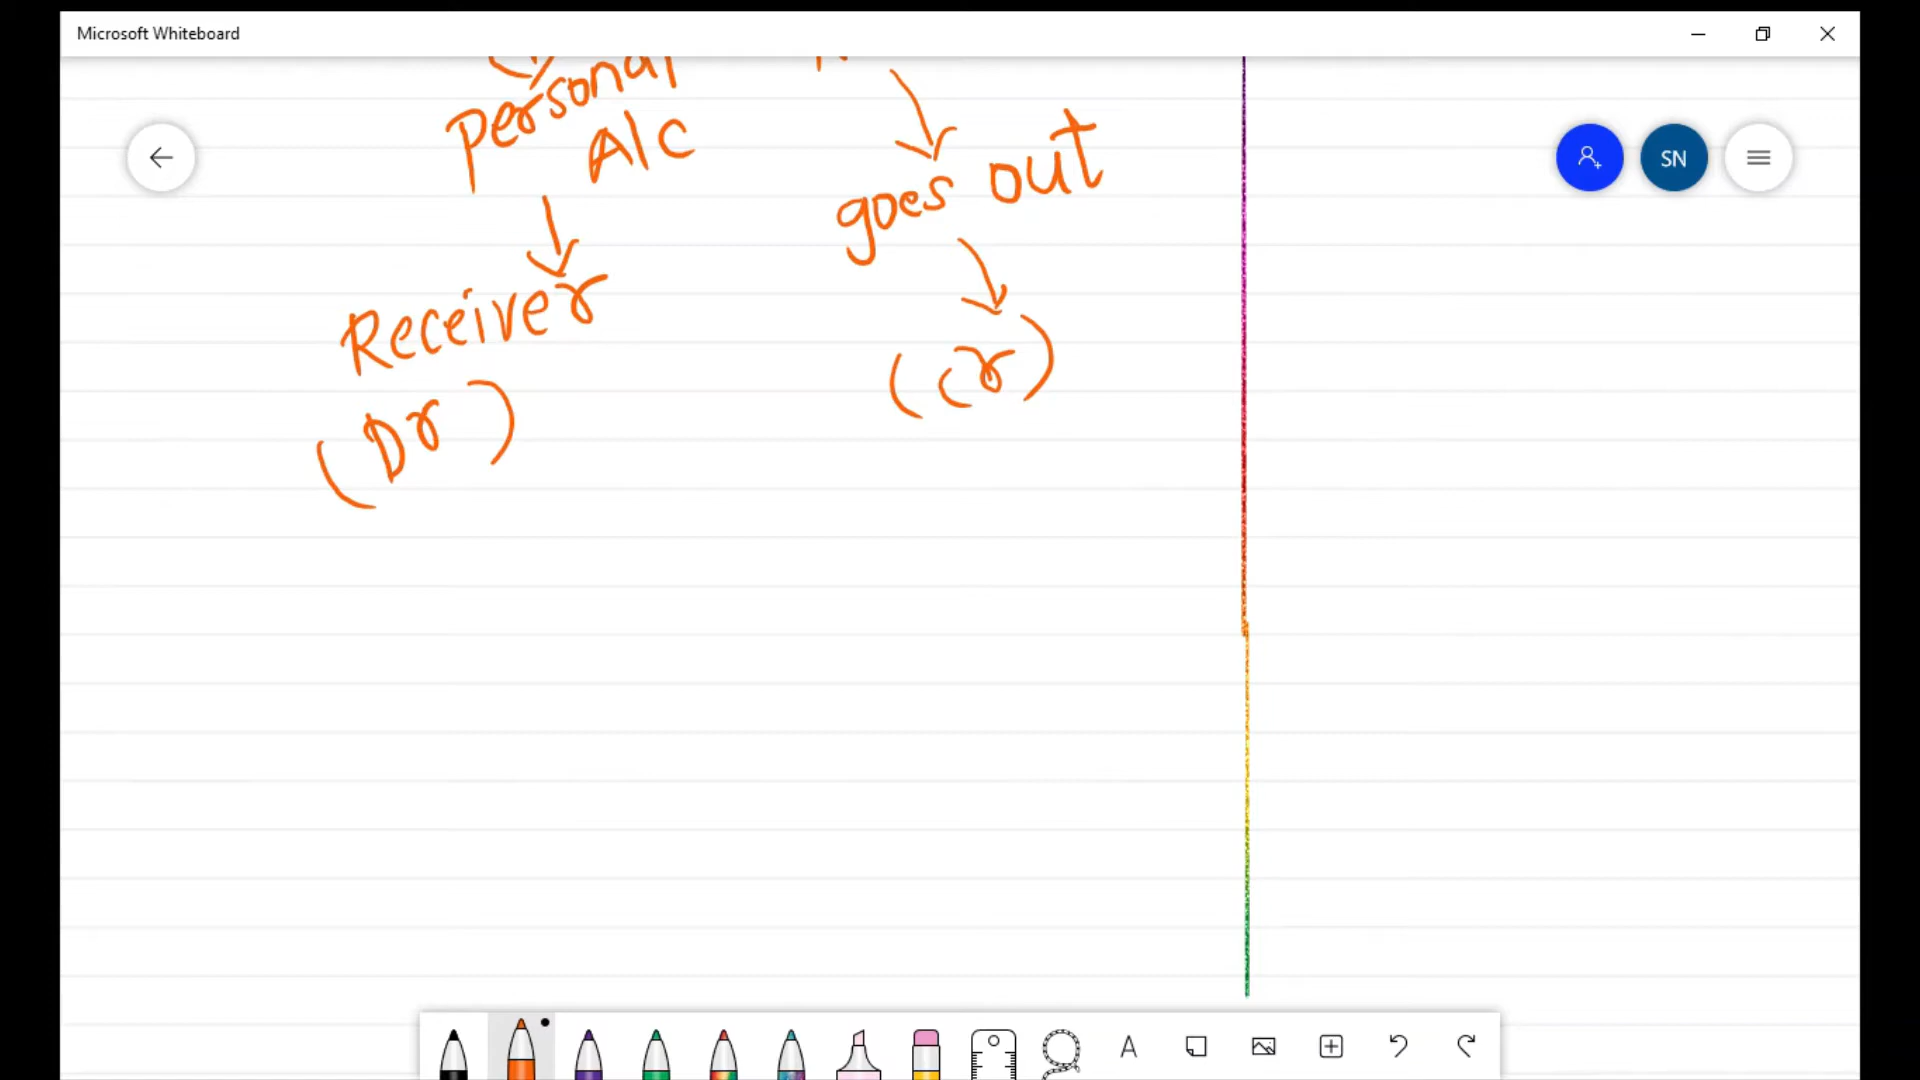 Microsoft Whiteboard
personal
A/c
goes out
Receiver
(Cr)
(Dr)
SN
A